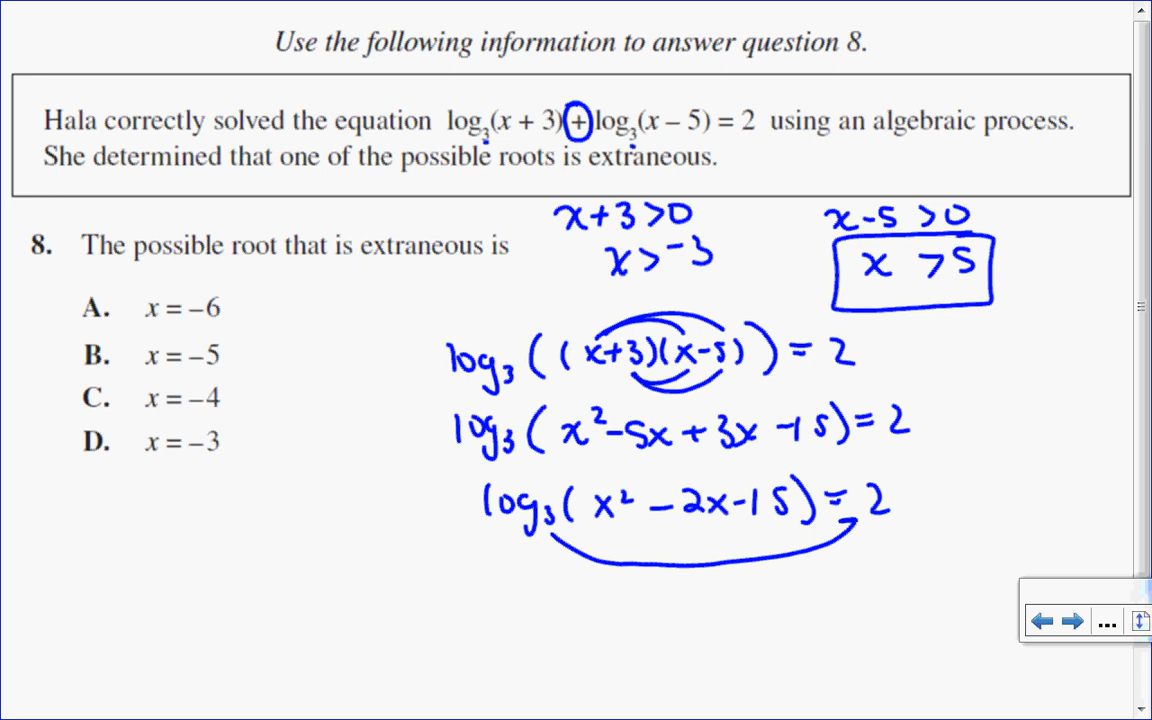 Use the following information to answer question 8.
Hala correctly solved the equation log₃(x + 3) + log₃(x – 5) = 2 using an algebraic process.
She determined that one of the possible roots is extraneous.
x+3>0 x-5>0
8. The possible root that is extraneous is
x>-3 x>5
A. x = –6
B. x = –5
C. x = –4
D. x = –3
log₃((x+3)(x-5))=2
log₃(x²-5x+3x-15)=2
log₃(x²-2x-15)=2
...